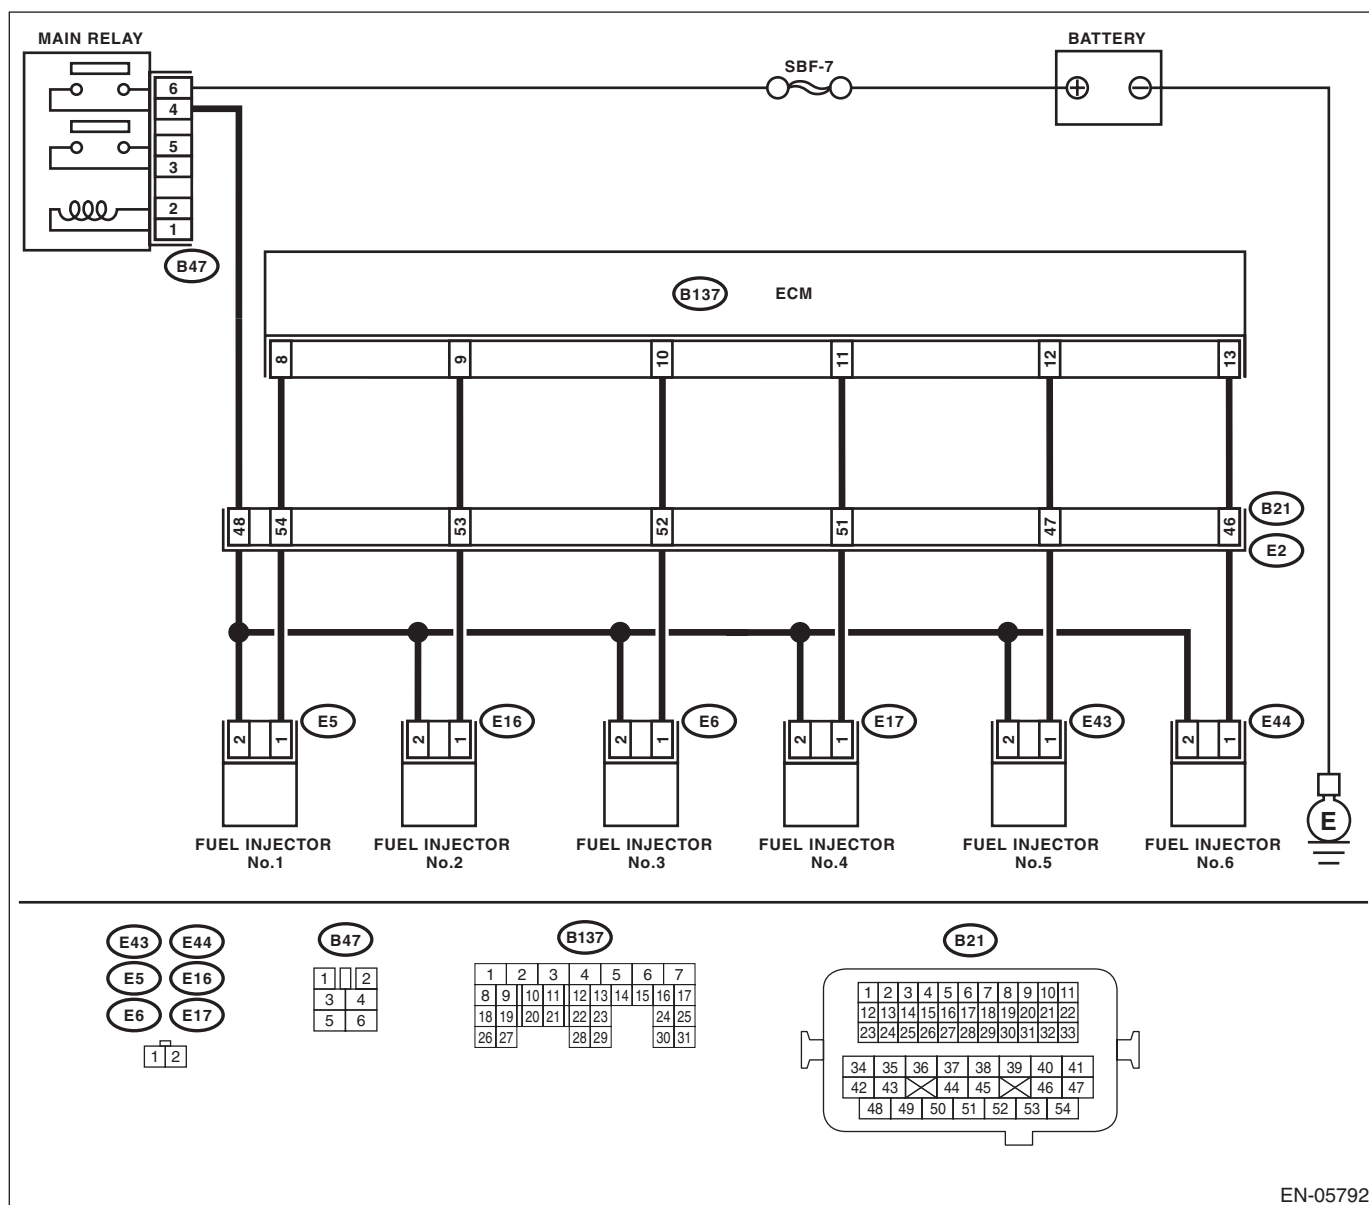 MAIN RELAY
BATTERY
SBF-7
6
4
5
3
2
1
B47
B137 ECM
8 9 10 11 12 13
48 54 53 52 51 47 46
B21
E2
E5 E16 E6 E17 E43 E44
2 1 2 1 2 1 2 1 2 1 2 1
E
FUEL INJECTOR No.1
FUEL INJECTOR No.2
FUEL INJECTOR No.3
FUEL INJECTOR No.4
FUEL INJECTOR No.5
FUEL INJECTOR No.6
E43 E44
E5 E16
E6 E17
1 2
B47
1 2
3 4
5 6
B137
1 2 3 4 5 6 7
8 9 10 11 12 13 14 15 16 17
18 19 20 21 22 23 24 25
26 27 28 29 30 31
B21
1 2 3 4 5 6 7 8 9 10 11
12 13 14 15 16 17 18 19 20 21 22
23 24 25 26 27 28 29 30 31 32 33
34 35 36 37 38 39 40 41
42 43 44 45 46 47
48 49 50 51 52 53 54
EN-05792